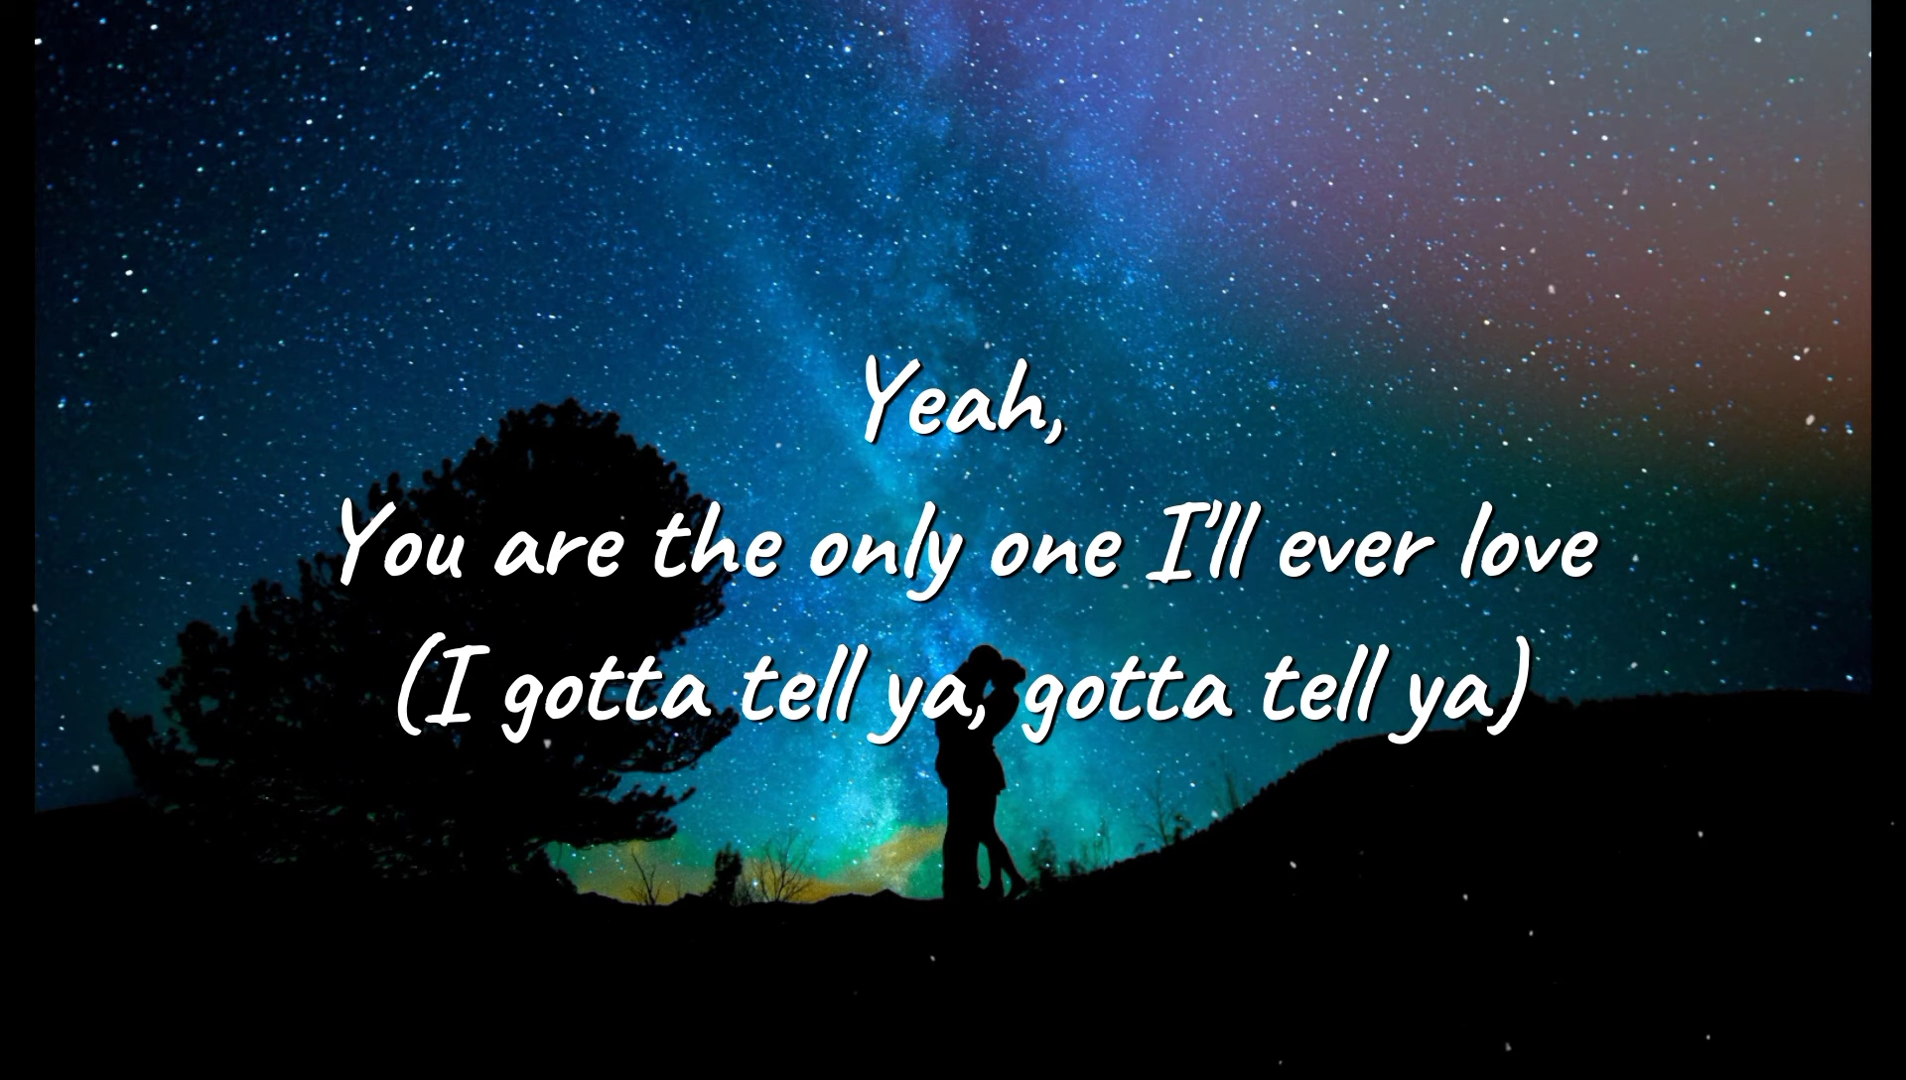 Yeah,
You are the only one I'll ever love
(I gotta tell ya, gotta tell ya)